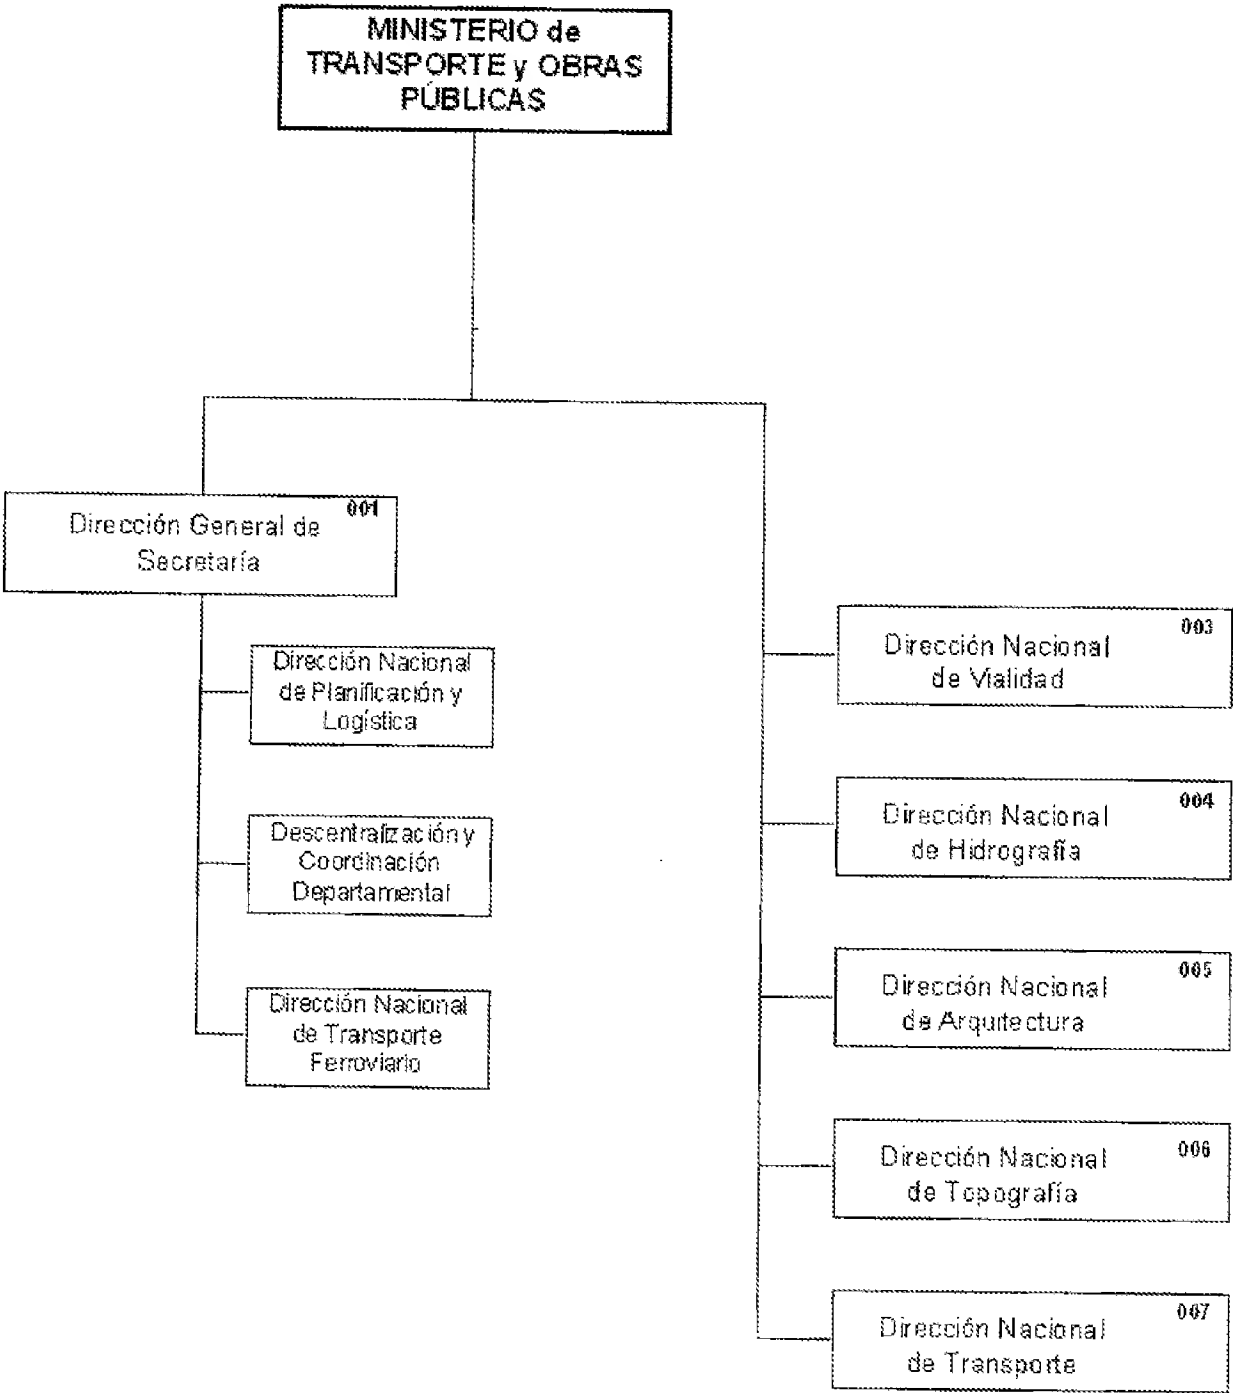 MINISTERIO de
TRANSPORTE y OBRAS
PÚBLICAS
001
Dirección General de
Secretaría
Dirección Nacional
de Planificación y
Logística
Descentralización y
Coordinación
Departamental
Dirección Nacional
de Transporte
Ferroviario
003
Dirección Nacional
de Vialidad
004
Dirección Nacional
de Hidrografía
005
Dirección Nacional
de Arquitectura
006
Dirección Nacional
de Topografía
007
Dirección Nacional
de Transporte